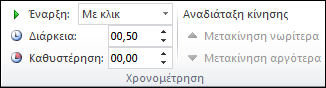 Έναρξη: Με κλικ
Διάρκεια: 00,50
Καθυστέρηση: 00,00
Αναδιάταξη κίνησης
Μετακίνηση νωρίτερα
Μετακίνηση αργότερα
Χρονομέτρηση